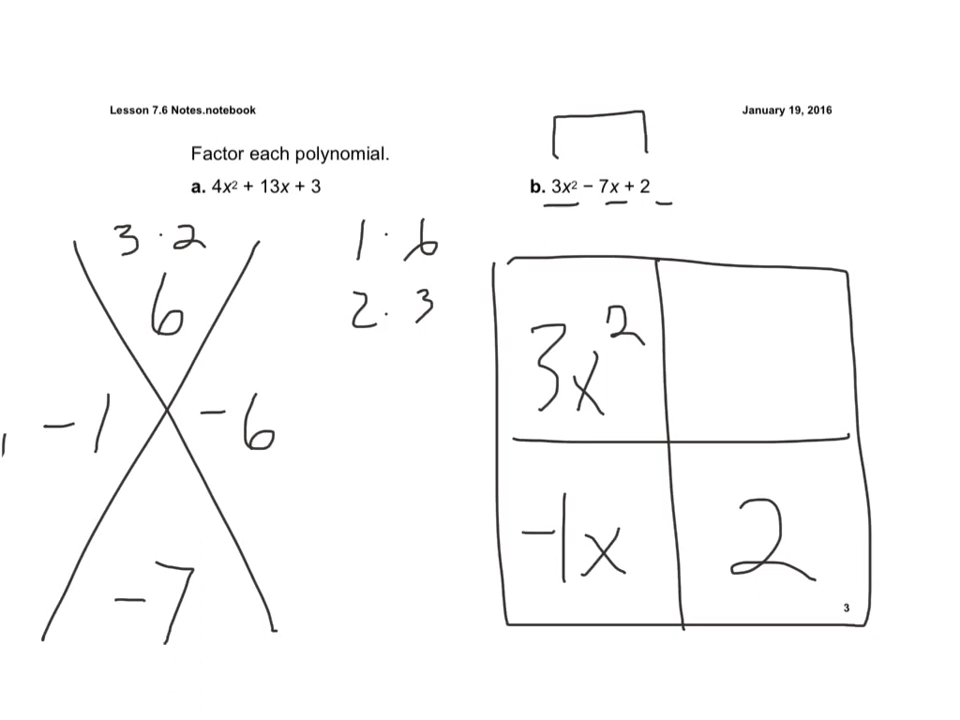 Lesson 7.6 Notes.notebook
January 19, 2016
Factor each polynomial.
a. 4x² + 13x + 3
b. 3x² − 7x + 2
3 · 2
6
-1
-6
-7
1 · 6
2 · 3
3x²
-1x
2
3